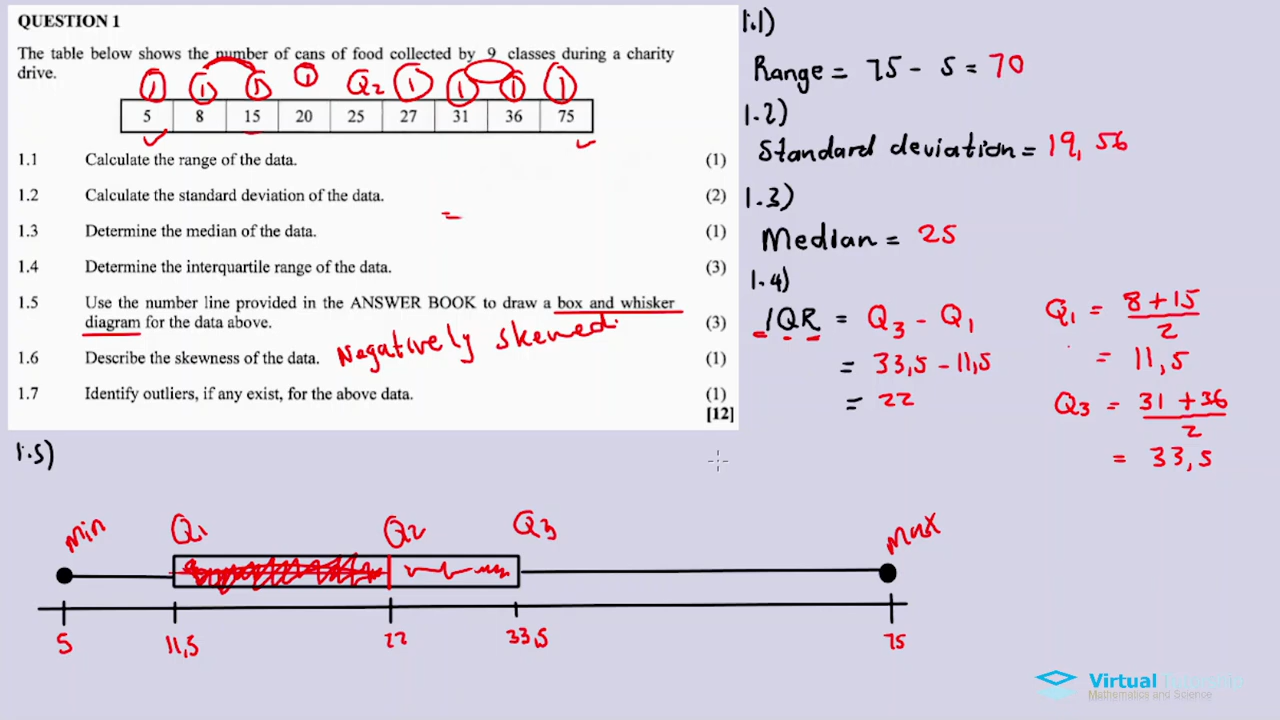 QUESTION 1
The table below shows the number of cans of food collected by 9 classes during a charity
drive.
1 1 1 1 Q2 1 1 1 1
5 8 15 20 25 27 31 36 75
1.1 Calculate the range of the data. (1)
1.2 Calculate the standard deviation of the data. (2)
=
1.3 Determine the median of the data. (1)
1.4 Determine the interquartile range of the data. (3)
1.5 Use the number line provided in the ANSWER BOOK to draw a box and whisker
diagram for the data above. (3)
1.6 Describe the skewness of the data. Negatively skewed. (1)
1.7 Identify outliers, if any exist, for the above data. (1)
[12]
1.1)
Range = 75 - 5 = 70
1.2)
Standard deviation = 19,56
1.3)
Median = 25
1.4)
IQR = Q3 - Q1
= 33,5 - 11,5
= 22
Q1 = 8 + 15
2
= 11,5
Q3 = 31 + 36
2
= 33,5
1.5)
Min Q1 Q2 Q3 Max
5 11,5 22 33,5 75
Virtual
Mathematics and Science